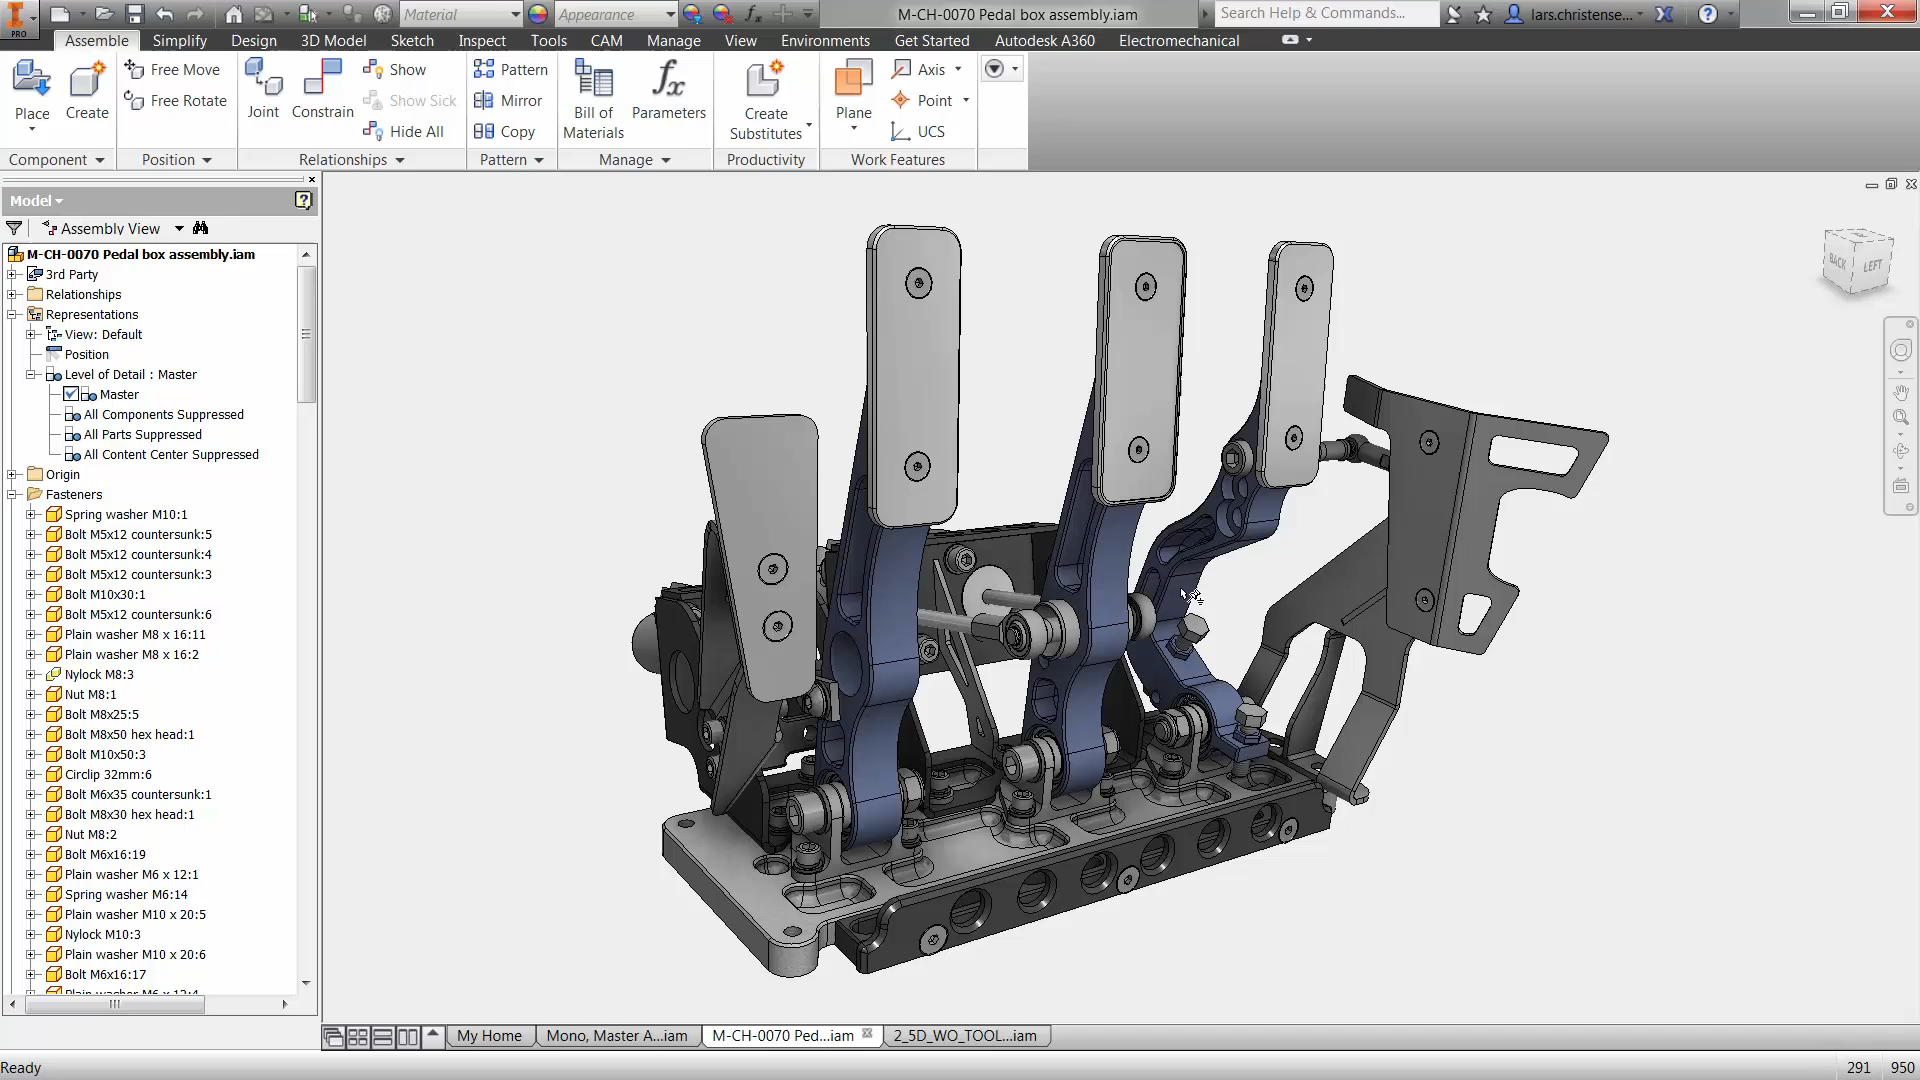 PRO
Material
Appearance
M-CH-0070 Pedal box assembly.iam
Search Help & Commands...
lars.christense...
Assemble Simplify Design 3D Model Sketch Inspect Tools CAM Manage View Environments Get Started Autodesk A360 Electromechanical
Place
Create
Free Move
Free Rotate
Joint
Constrain
Show
Show Sick
Hide All
Pattern
Mirror
Copy
Bill of
Materials
fx
Parameters
Create
Substitutes
Plane
Axis
Point
UCS
Component
Position
Relationships
Pattern
Manage
Productivity
Work Features
Model
Assembly View
M-CH-0070 Pedal box assembly.iam
3rd Party
Relationships
Representations
View: Default
Position
Level of Detail : Master
Master
All Components Suppressed
All Parts Suppressed
All Content Center Suppressed
Origin
Fasteners
Spring washer M10:1
Bolt M5x12 countersunk:5
Bolt M5x12 countersunk:4
Bolt M5x12 countersunk:3
Bolt M10x30:1
Bolt M5x12 countersunk:6
Plain washer M8 x 16:11
Plain washer M8 x 16:2
Nylock M8:3
Nut M8:1
Bolt M8x25:5
Bolt M8x50 hex head:1
Bolt M10x50:3
Circlip 32mm:6
Bolt M6x35 countersunk:1
Bolt M8x30 hex head:1
Nut M8:2
Bolt M6x16:19
Plain washer M6 x 12:1
Spring washer M6:14
Plain washer M10 x 20:5
Nylock M10:3
Plain washer M10 x 20:6
Bolt M6x16:17
Plain washer M6 x 12:4
BACK
LEFT
My Home
Mono, Master A...iam
M-CH-0070 Ped...iam
2_5D_WO_TOOL...iam
Ready
291 950